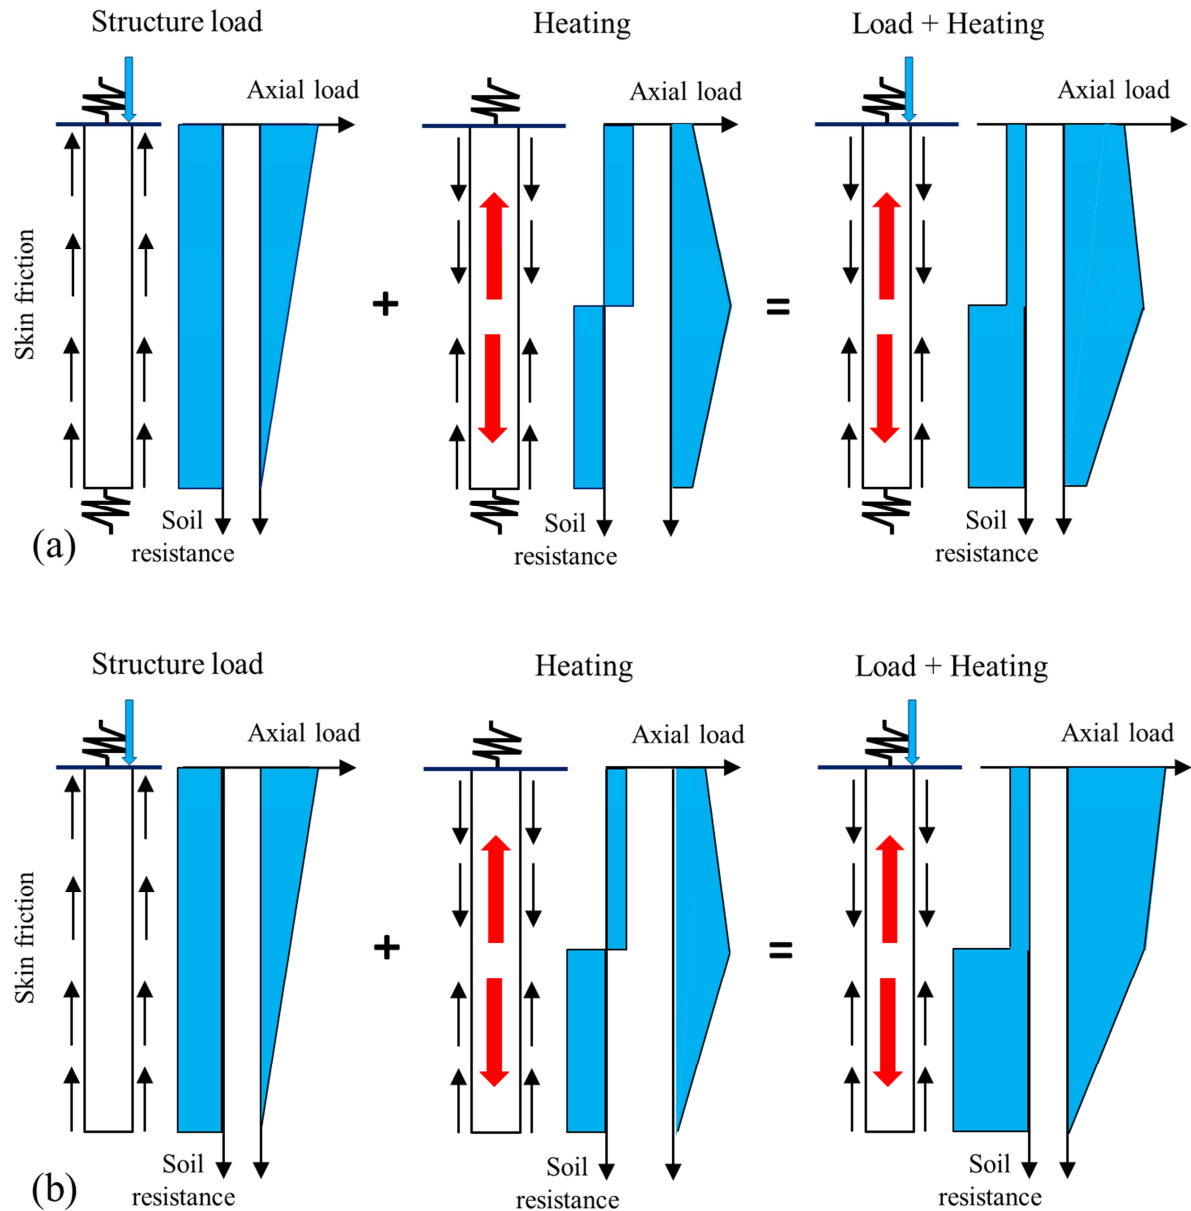 Structure load
Heating
Load + Heating
Axial load
Axial load
Axial load
Skin friction
+
=
Soil
resistance
Soil
resistance
Soil
resistance
(a)
Structure load
Heating
Load + Heating
Axial load
Axial load
Axial load
Skin friction
+
=
Soil
resistance
Soil
resistance
Soil
resistance
(b)